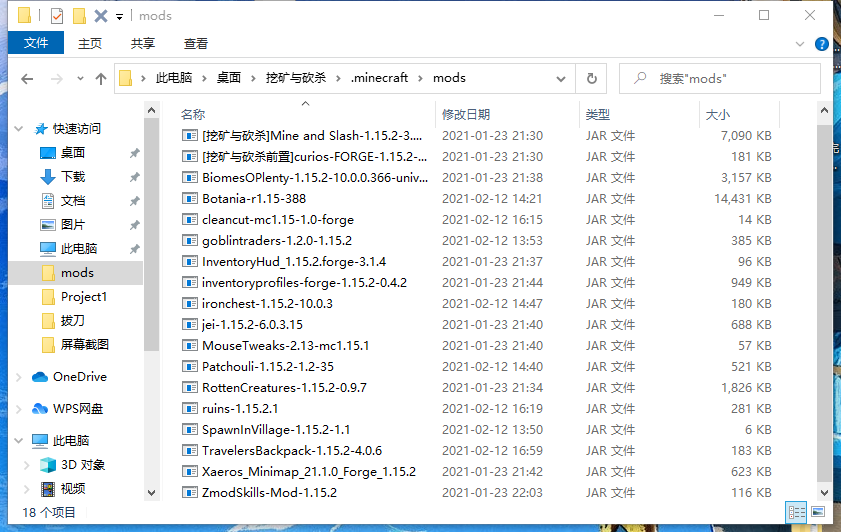 mods
文件 主页 共享 查看
此电脑 桌面 挖矿与砍杀 .minecraft mods 搜索"mods"
名称 修改日期 类型 大小
快速访问
桌面
下载
文档
图片
此电脑
mods
Project1
拔刀
屏幕截图
OneDrive
WPS网盘
此电脑
3D 对象
视频
[挖矿与砍杀]Mine and Slash-1.15.2-3.... 2021-01-23 21:30 JAR 文件 7,090 KB
[挖矿与砍杀前置]curios-FORGE-1.15.2-... 2021-01-23 21:30 JAR 文件 181 KB
BiomesOPlenty-1.15.2-10.0.0.366-univ... 2021-01-23 21:38 JAR 文件 3,157 KB
Botania-r1.15-388 2021-02-12 14:21 JAR 文件 14,431 KB
cleancut-mc1.15-1.0-forge 2021-02-12 16:15 JAR 文件 14 KB
goblintraders-1.2.0-1.15.2 2021-02-12 13:53 JAR 文件 385 KB
InventoryHud_1.15.2.forge-3.1.4 2021-01-23 21:37 JAR 文件 96 KB
inventoryprofiles-forge-1.15.2-0.4.2 2021-01-23 21:44 JAR 文件 949 KB
ironchest-1.15.2-10.0.3 2021-02-12 14:47 JAR 文件 180 KB
jei-1.15.2-6.0.3.15 2021-01-23 21:40 JAR 文件 688 KB
MouseTweaks-2.13-mc1.15.1 2021-01-23 21:40 JAR 文件 57 KB
Patchouli-1.15.2-1.2-35 2021-02-12 14:40 JAR 文件 521 KB
RottenCreatures-1.15.2-0.9.7 2021-01-23 21:34 JAR 文件 1,826 KB
ruins-1.15.2.1 2021-02-12 16:19 JAR 文件 281 KB
SpawnInVillage-1.15.2-1.1 2021-02-12 13:50 JAR 文件 6 KB
TravelersBackpack-1.15.2-4.0.6 2021-02-12 16:59 JAR 文件 183 KB
Xaeros_Minimap_21.1.0_Forge_1.15.2 2021-01-23 21:42 JAR 文件 623 KB
ZmodSkills-Mod-1.15.2 2021-01-23 22:03 JAR 文件 116 KB
18 个项目